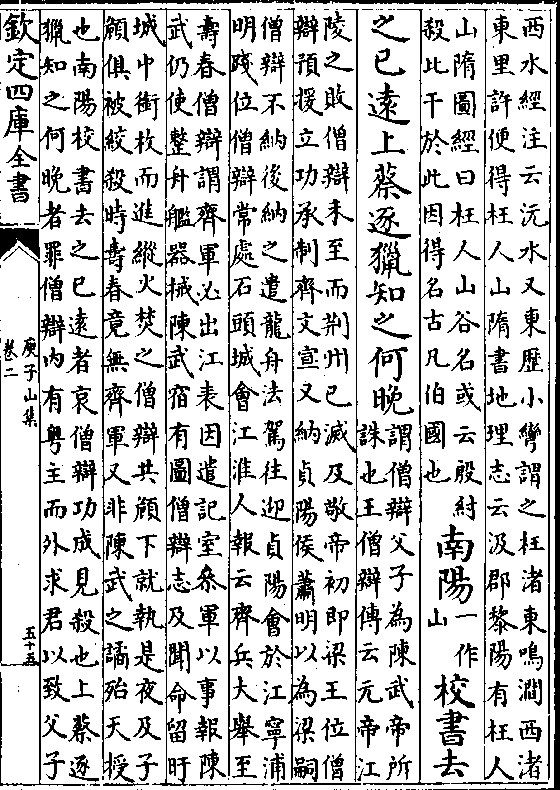 西水經注云沅水又東歷小灣謂之枉渚東鳴澗西渚
東里許便得枉人山隋書地理志云汲郡黎陽有枉人
山隋圖經曰枉人山谷名或云殷紂
殺比干於此因得名古凡伯國也
南陽一作山校書去
之已遠上蔡逐獵知之何晚
謂僧辯父子為陳武帝所
誅也王僧辯傳云元帝江
陵之敗僧辯未至而荆州已滅及敬帝初即梁王位僧
辯預援立功承制齊文宣又納貞陽侯蕭明以為梁嗣
僧辯不納後納之遣龍舟法駕往迎貞陽會於江寧浦
明踐位僧辯常處石頭城會江淮人報云齊兵大舉至
壽春僧辯謂齊軍必出江表因遣記室叅軍以事報陳
武仍使整舟艦器械陳武宿有圖僧辯志及聞命留旴
城中銜枚而進縱火焚之僧辯共頠下就執是夜及子
頠俱被絞殺時壽春竟無齊軍又非陳武之譎殆天授
也南陽校書去之已遠者哀僧辯功成見殺也上蔡逐
獵知之何晚者罪僧辯内有粤主而外求君以致父子
欽定四庫全書
庾子山集
卷二
五十五